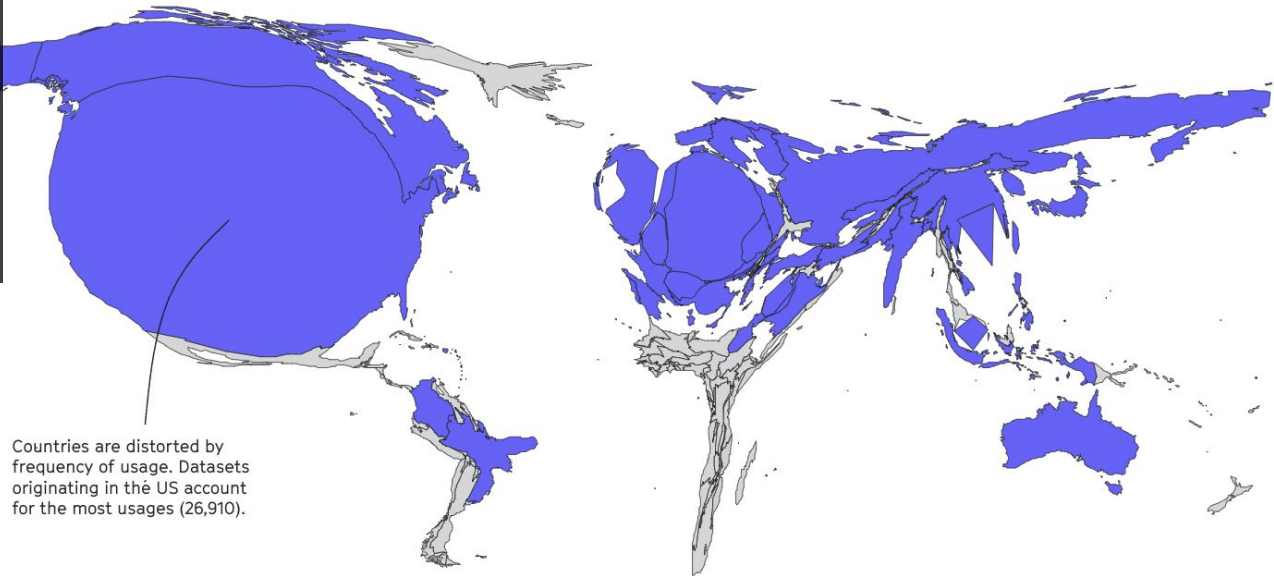 Countries are distorted by
frequency of usage. Datasets
originating in the US account
for the most usages (26,910).